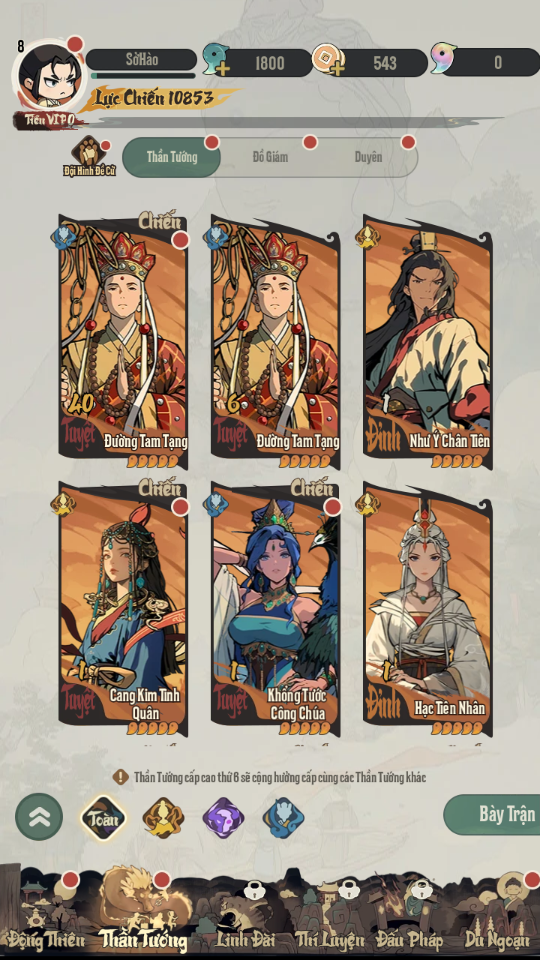 8
SởHào
1800
543
0
Lực Chiến 10853
Tiên VIP 0
Đội Hình Đề Cử
Thần Tướng
Đồ Giám
Duyên
Chiến
40
Tuyệt
Đường Tam Tạng
6
Tuyệt
Đường Tam Tạng
1
Đỉnh
Như Ý Chân Tiên
Chiến
1
Tuyệt
Cang Kim Tinh
Quân
Chiến
1
Tuyệt
Khổng Tước
Công Chúa
1
Đỉnh
Hạc Tiên Nhân
Thần Tướng cấp cao thứ 6 sẽ cộng hưởng cấp cùng các Thần Tướng khác
Toàn
Bày Trận
Động Thiên
Thần Tướng
Linh Đài
Thí Luyện
Đấu Pháp
Du Ngoạn